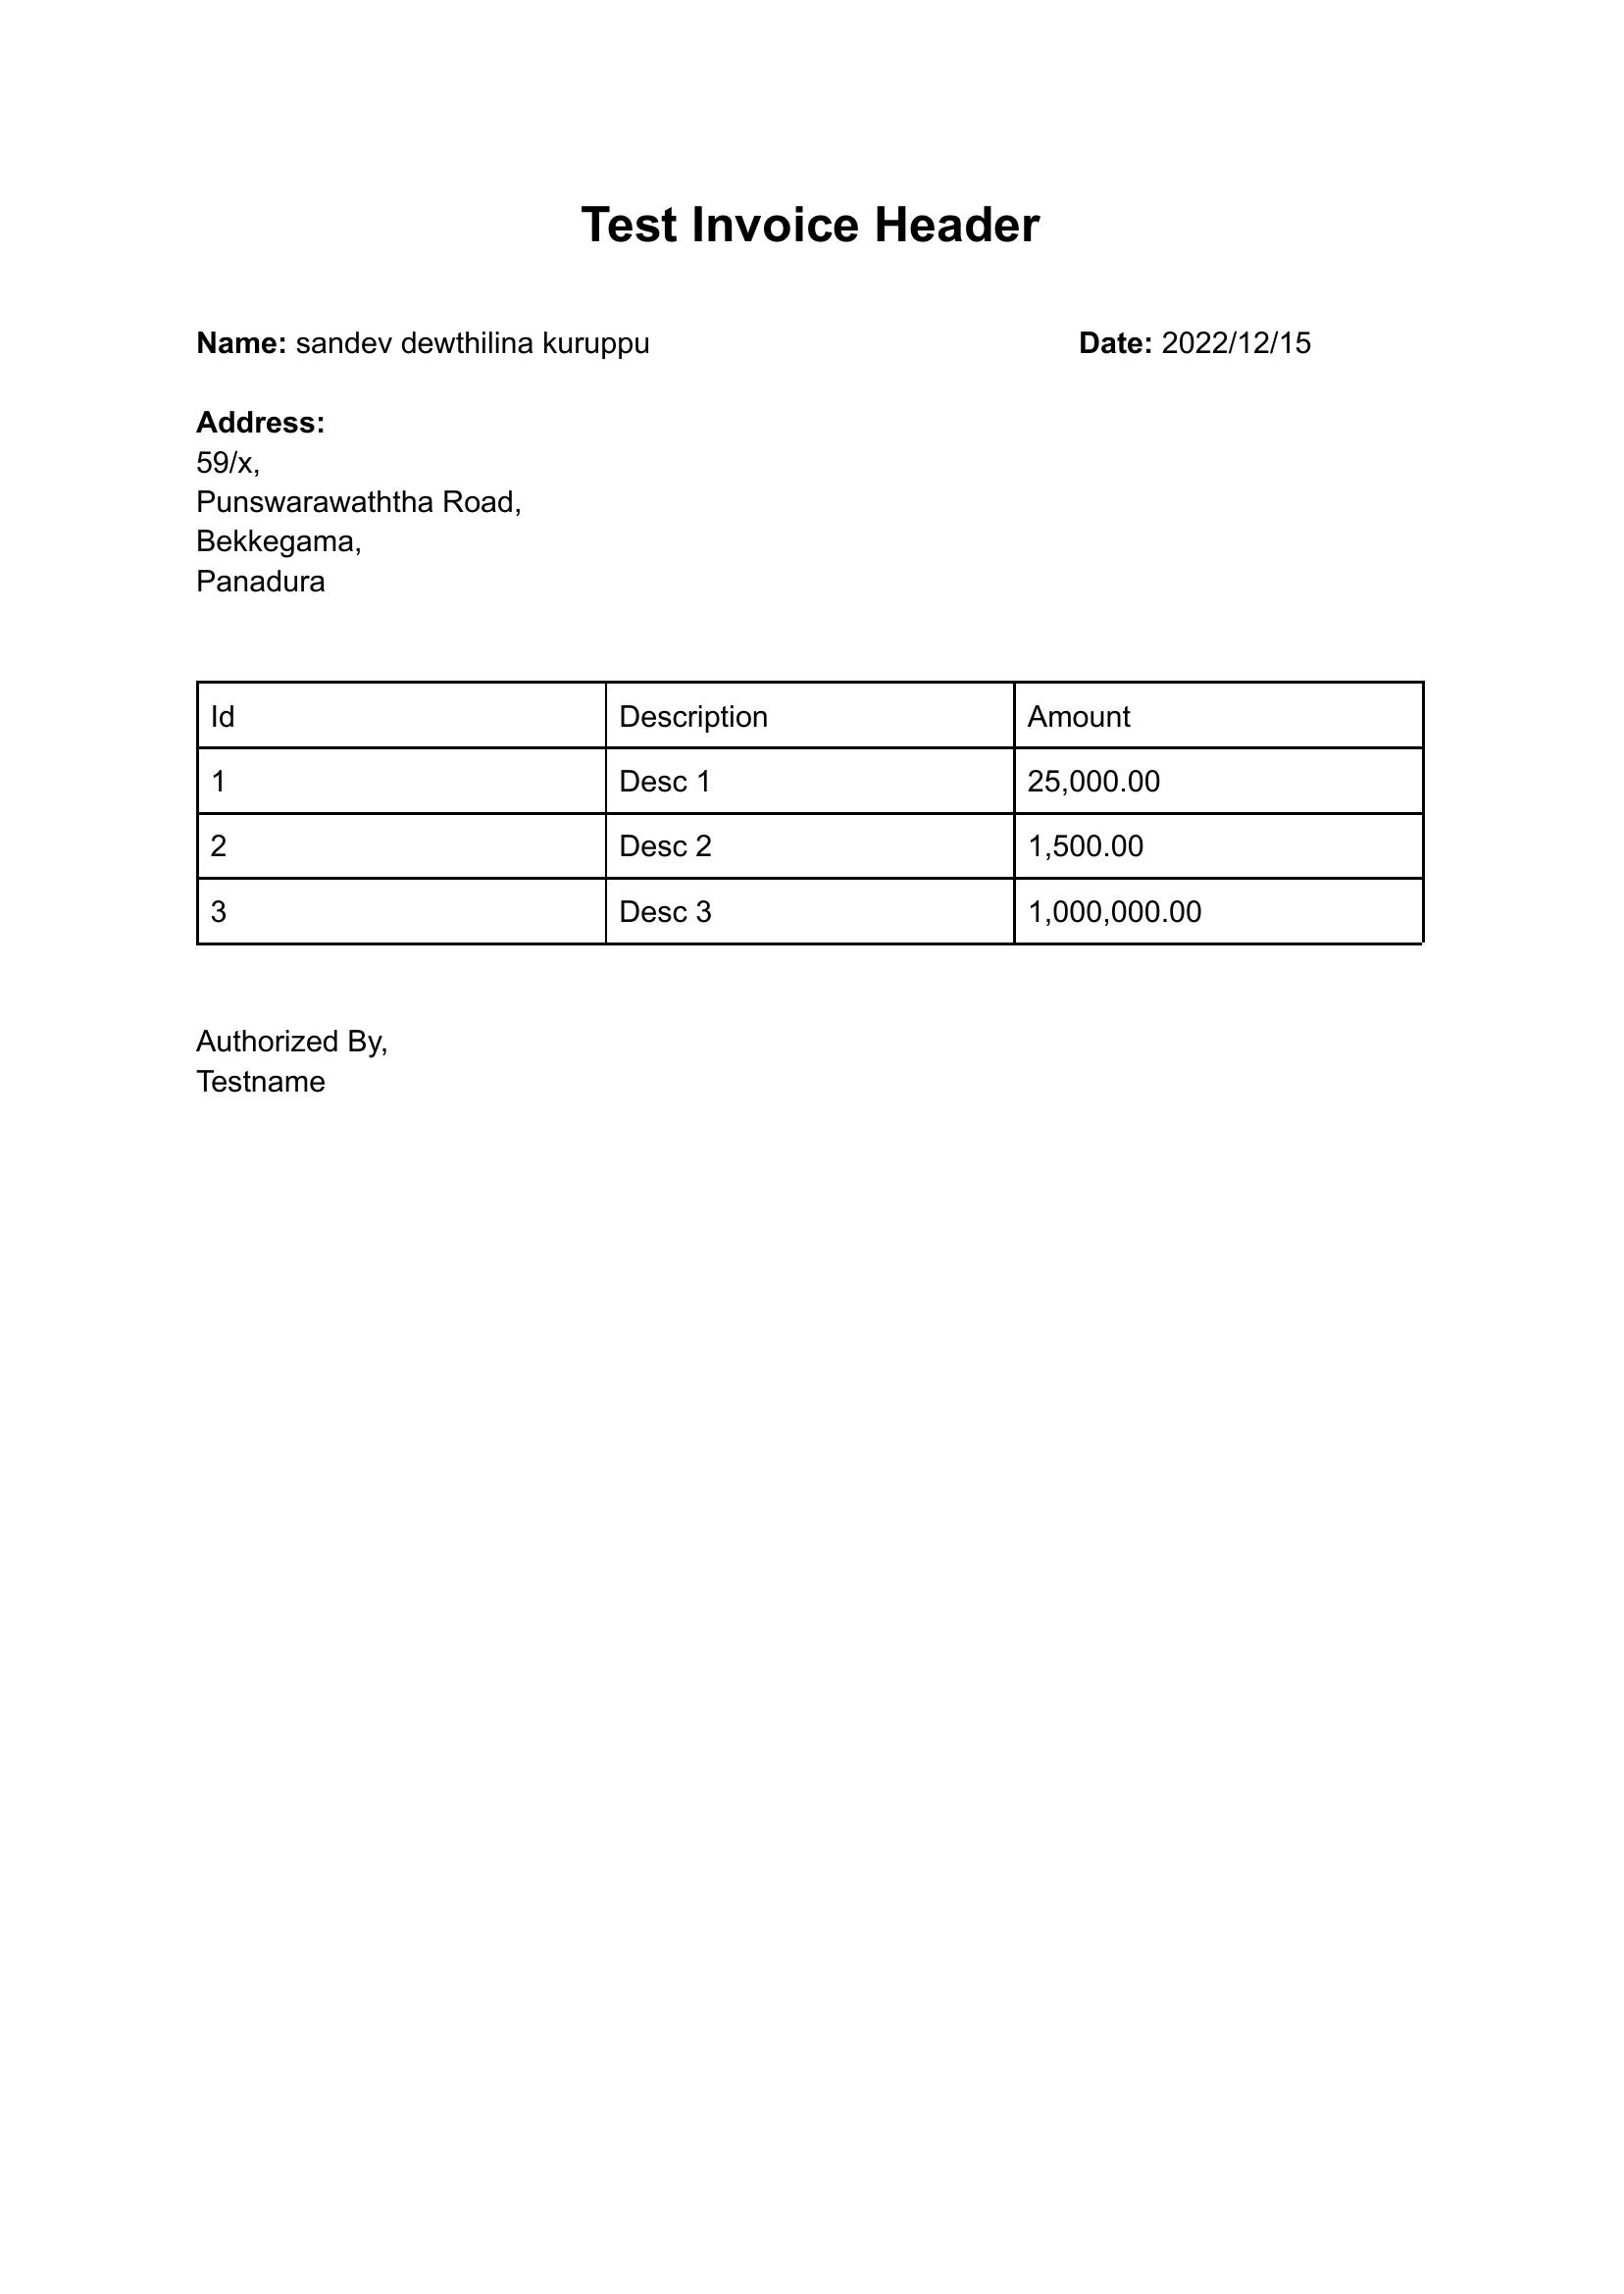 Test Invoice Header
Name: sandev dewthilina kuruppu Date: 2022/12/15
Address:
59/x,
Punswarawaththa Road,
Bekkegama,
Panadura
Id Description Amount
1 Desc 1 25,000.00
2 Desc 2 1,500.00
3 Desc 3 1,000,000.00
Authorized By,
Testname